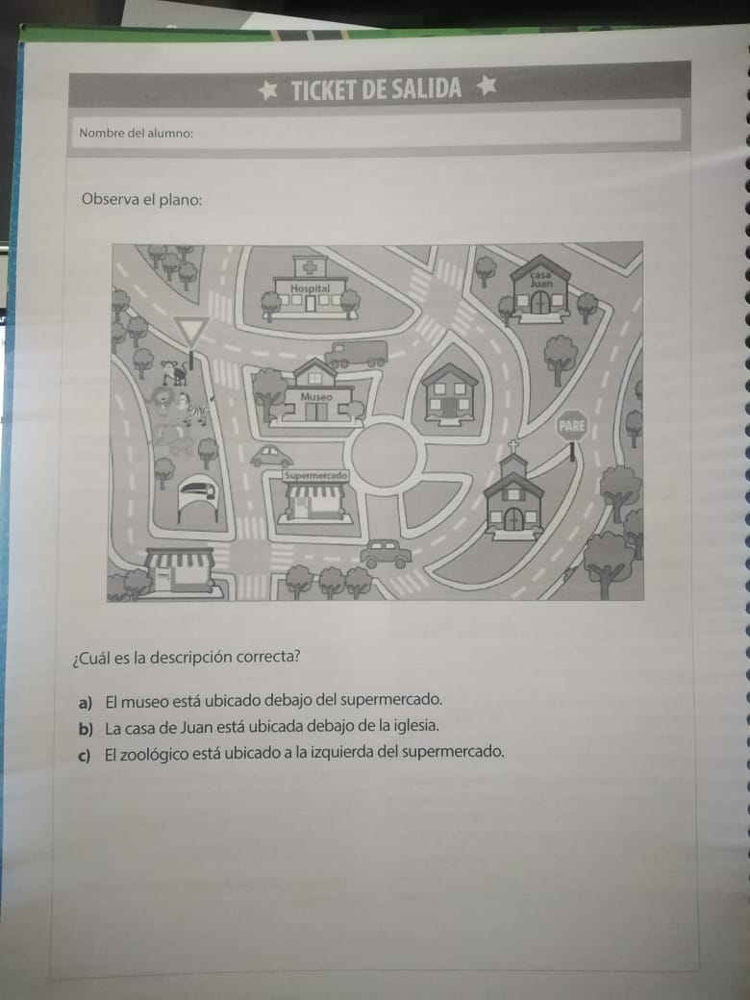 TICKET DE SALIDA
Nombre del alumno:
Observa el plano:
Hospital
casa
Juan
Museo
PARE
Supermercado
¿Cuál es la descripción correcta?
a) El museo está ubicado debajo del supermercado.
b) La casa de Juan está ubicada debajo de la iglesia.
c) El zoológico está ubicado a la izquierda del supermercado.